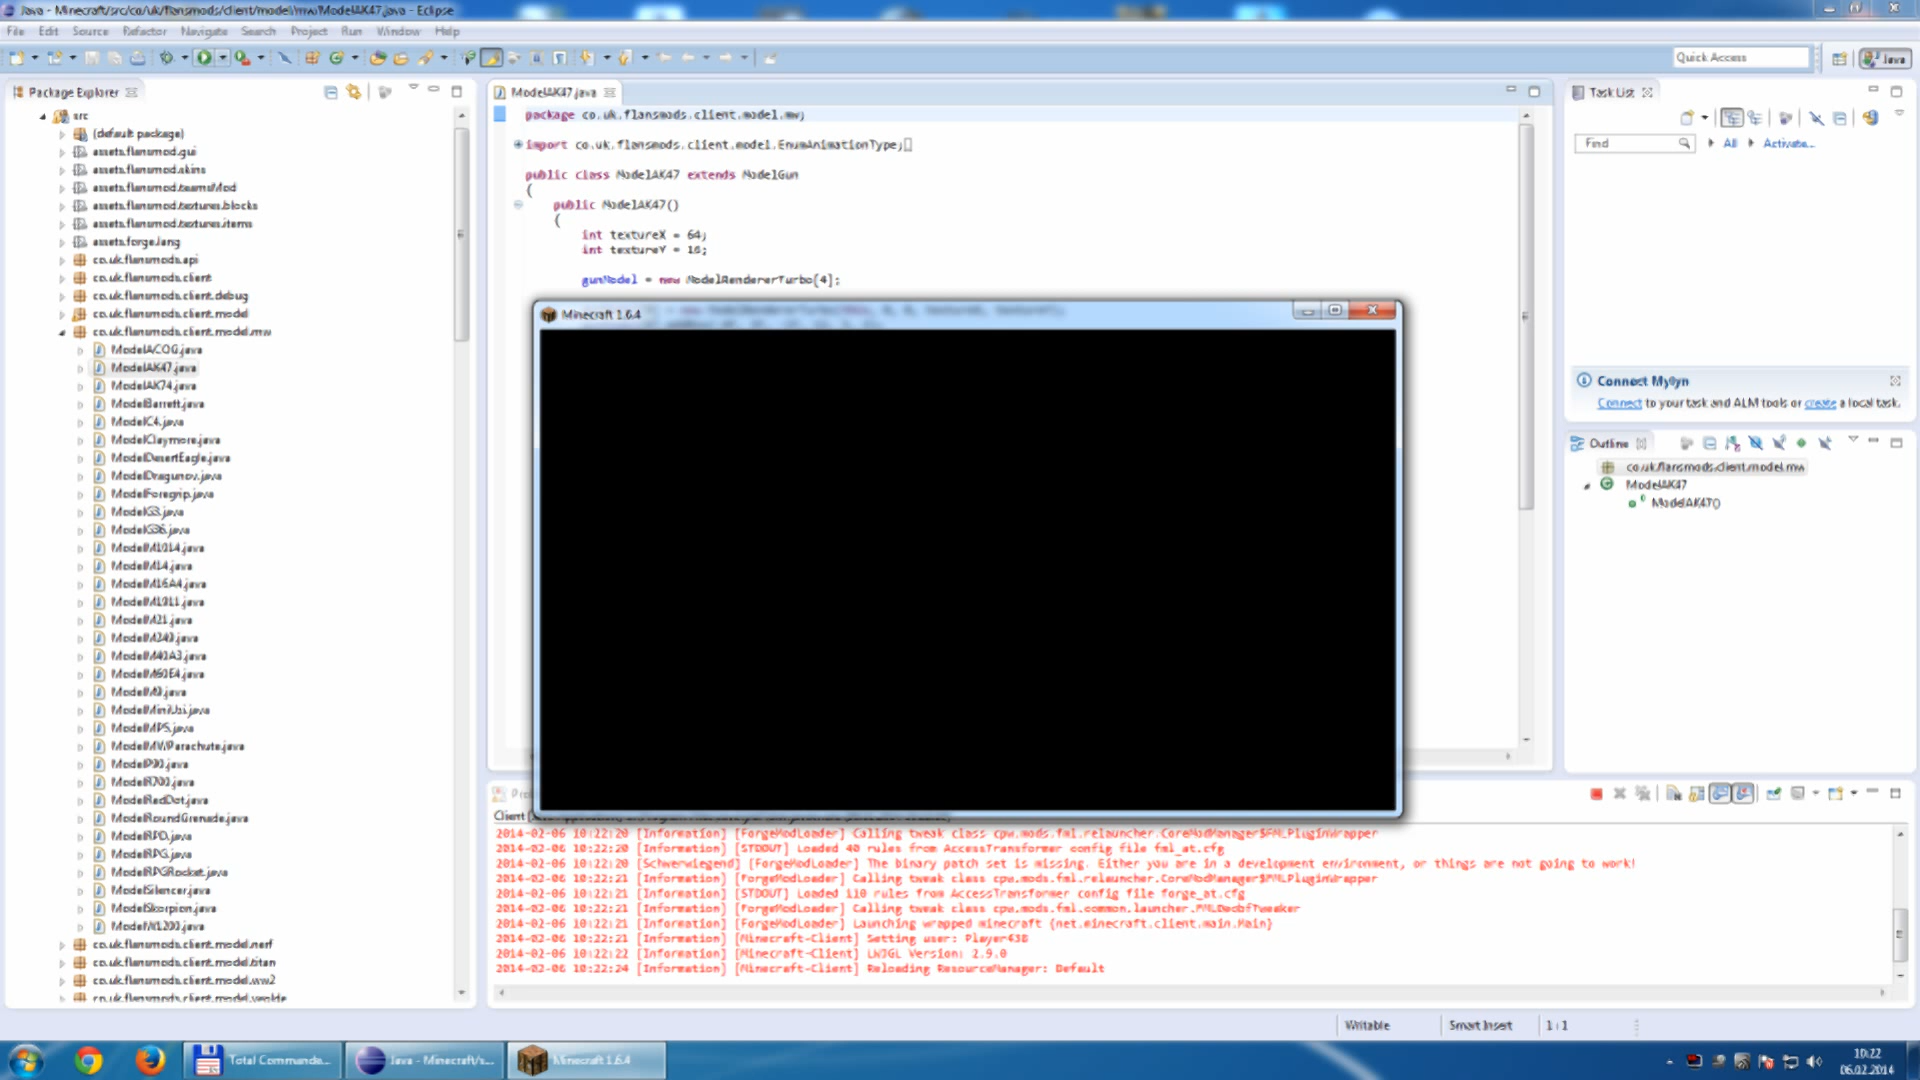 Java - Minecraft/src/co/uk/flansmods/client/model/mw/ModelAK47.java - Eclipse
File Edit Source Refactor Navigate Search Project Run Window Help
Quick Access
Java
Package Explorer
src
(default package)
assets.flansmod.gui
assets.flansmod.skins
assets.flansmod.teamsMod
assets.flansmod.textures.blocks
assets.flansmod.textures.items
assets.forge.lang
co.uk.flansmods.api
co.uk.flansmods.client
co.uk.flansmods.client.debug
co.uk.flansmods.client.model
co.uk.flansmods.client.model.mw
ModelACOG.java
ModelAK47.java
ModelAK74.java
ModelBarrett.java
ModelC4.java
ModelClaymore.java
ModelDesertEagle.java
ModelDragunov.java
ModelForegrip.java
ModelG3.java
ModelG36.java
ModelM1014.java
ModelM14.java
ModelM16A4.java
ModelM1911.java
ModelM21.java
ModelM249.java
ModelM40A3.java
ModelM60E4.java
ModelM9.java
ModelMiniUzi.java
ModelMP5.java
ModelMWParachute.java
ModelP90.java
ModelR700.java
ModelRedDot.java
ModelRoundGrenade.java
ModelRPD.java
ModelRPG.java
ModelRPGRocket.java
ModelSilencer.java
ModelSkorpion.java
ModelW1200.java
co.uk.flansmods.client.model.nerf
co.uk.flansmods.client.model.titan
co.uk.flansmods.client.model.ww2
ModelAK47.java
package co.uk.flansmods.client.model.mw;
import co.uk.flansmods.client.model.EnumAnimationType;
public class ModelAK47 extends ModelGun
{
public ModelAK47()
{
int textureX = 64;
int textureY = 16;
gunModel = new ModelRendererTurbo[4];
Minecraft 1.6.4
Task List
Find
All
Activate...
Connect Mylyn
Connect to your task and ALM tools or create a local task.
Outline
co.uk.flansmods.client.model.mw
ModelAK47
ModelAK47()
2014-02-06 10:22:20 [Information] [ForgeModLoader] Calling tweak class cpw.mods.fml.relauncher.CoreModManager$FMLPluginWrapper
2014-02-06 10:22:20 [Information] [STDOUT] Loaded 40 rules from AccessTransformer config file fml_at.cfg
2014-02-06 10:22:20 [Schwerwiegend] [ForgeModLoader] The binary patch set is missing. Either you are in a development environment, or things are not going to work!
2014-02-06 10:22:21 [Information] [ForgeModLoader] Calling tweak class cpw.mods.fml.relauncher.CoreModManager$FMLPluginWrapper
2014-02-06 10:22:21 [Information] [STDOUT] Loaded 110 rules from AccessTransformer config file forge_at.cfg
2014-02-06 10:22:21 [Information] [ForgeModLoader] Calling tweak class cpw.mods.fml.common.launcher.FMLDeobfTweaker
2014-02-06 10:22:21 [Information] [ForgeModLoader] Launching wrapped minecraft {net.minecraft.client.main.Main}
2014-02-06 10:22:21 [Information] [Minecraft-Client] Setting user: Player438
2014-02-06 10:22:22 [Information] [Minecraft-Client] LWJGL Version: 2.9.0
2014-02-06 10:22:24 [Information] [Minecraft-Client] Reloading ResourceManager: Default
Writable
Smart Insert
1 : 1
Total Commande...
Java - Minecraft/s...
Minecraft 1.6.4
10:22
06.02.2014